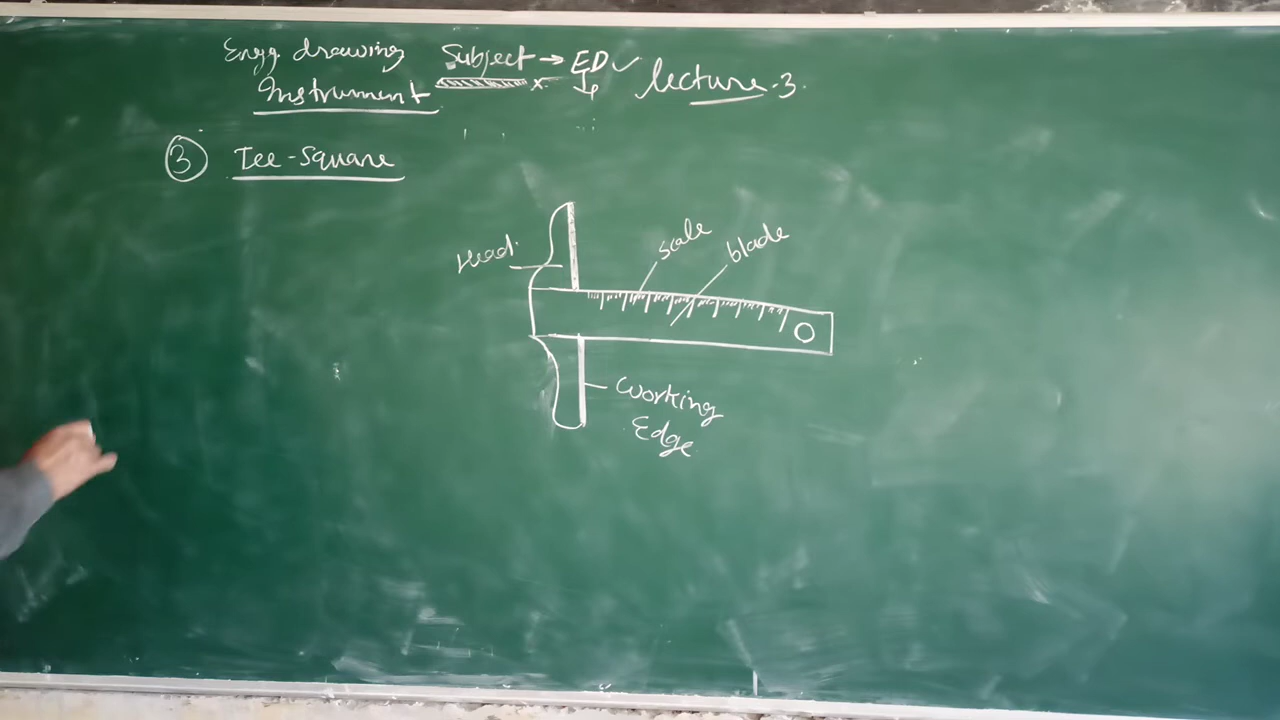 Engg drawing
Instrument
Subject → ED ✓
Lecture-3
③ Tee-Square
Head
scale
blade
Working
Edge